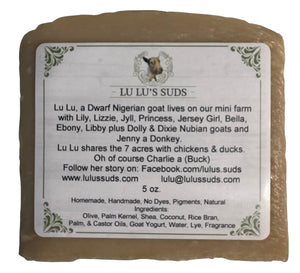 LU LU'S SUDS
Lu Lu, a Dwarf Nigerian goat lives on our mini farm
with Lily, Lizzie, Jyll, Princess, Jersey Girl, Bella,
Ebony, Libby plus Dolly & Dixie Nubian goats and
Jenny a Donkey.
Lu Lu shares the 7 acres with chickens & ducks.
Oh of course Charlie a (Buck)
Follow her story on: Facebook.com/lulus.suds
www.lulussuds.com lulu@lulussuds.com
5 oz.
Homemade, Handmade, No Dyes, Pigments, Natural
Ingredients:
Olive, Palm Kernel, Shea, Coconut, Rice Bran,
Palm, & Castor Oils, Goat Yogurt, Water, Lye, Fragrance